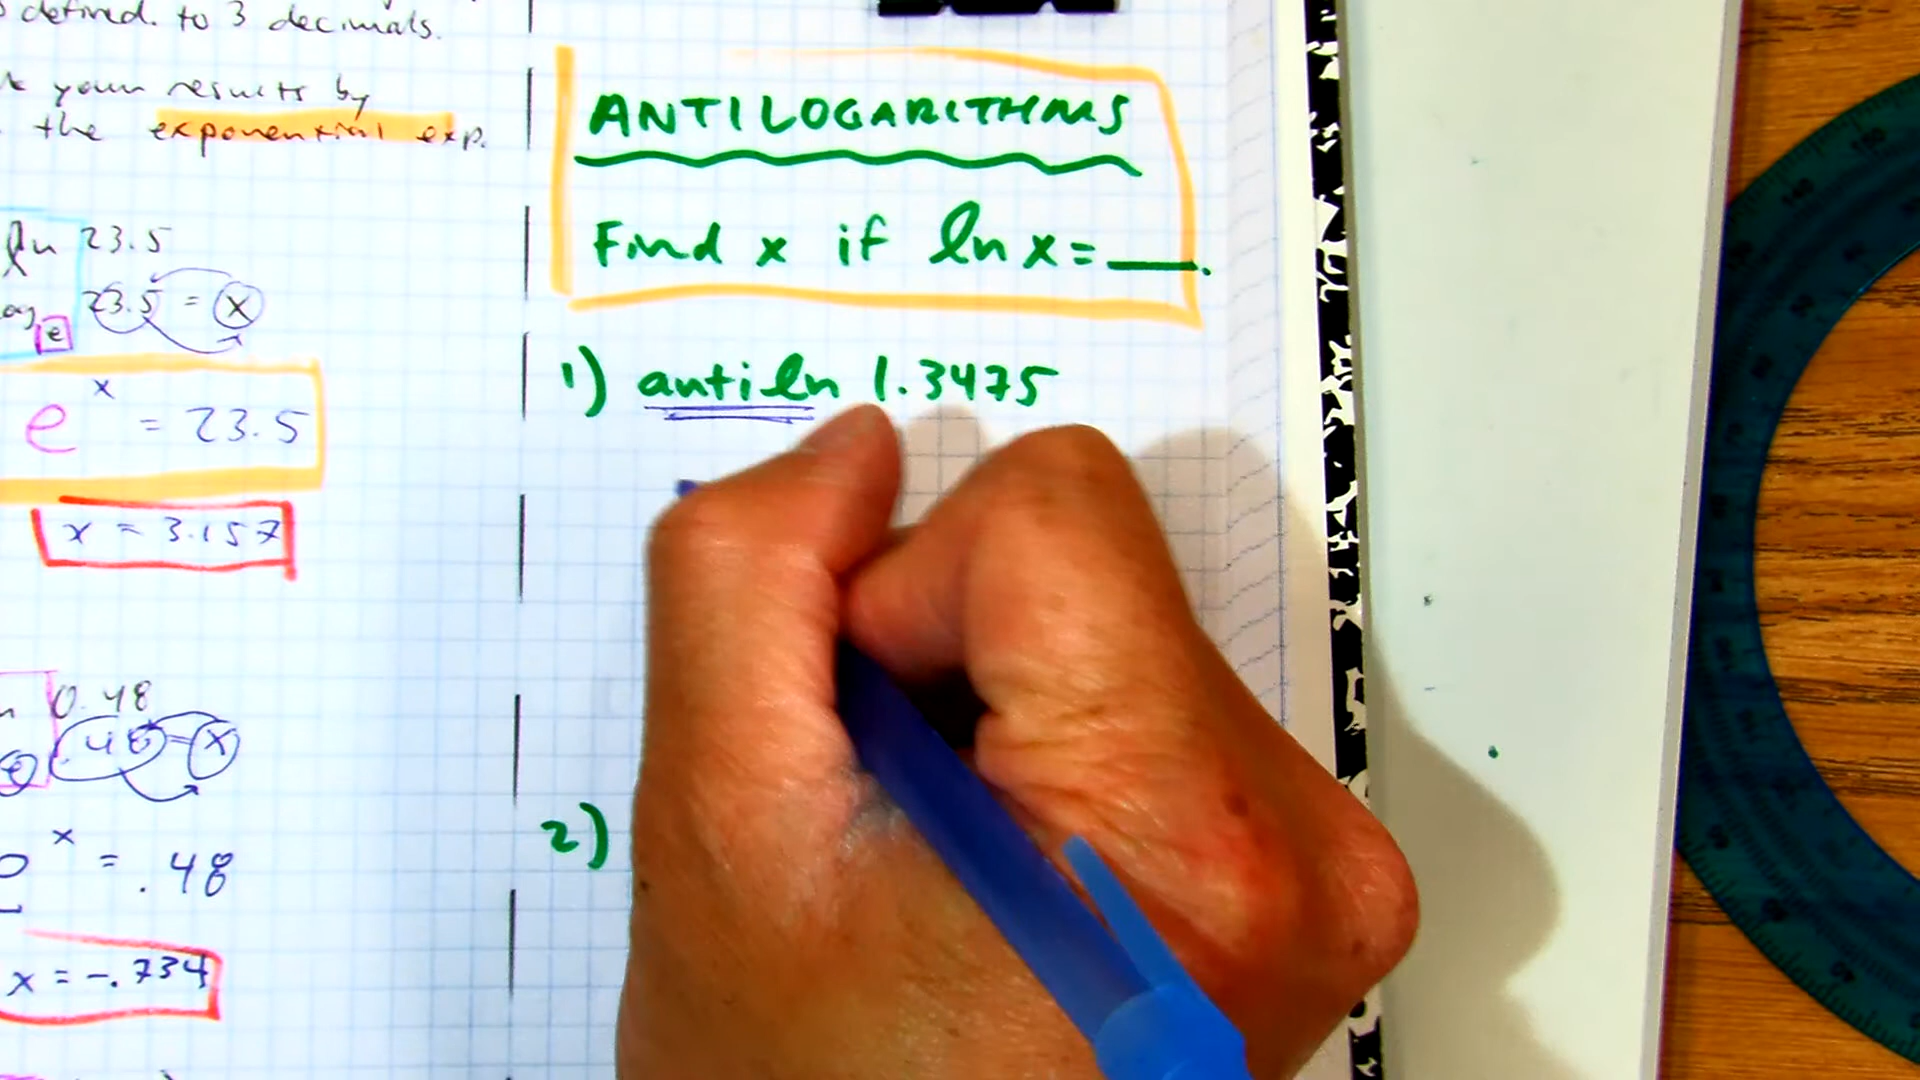 defined. to 3 decimals.
your results by
the exponential exp.
ln 23.5
23.5 = x
e
e^x = 23.5
x = 3.157
0.48
.48 = x
e
x = .48
x = -.734
ANTILOGARITHMS
Find x if ln x = ___.
1) antiln 1.3475
2)